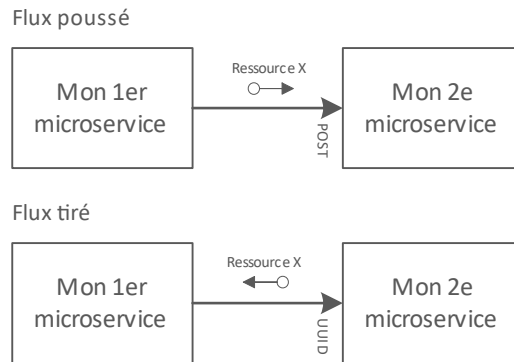 Flux poussé
Ressource X
Mon 1er
microservice
POST
Mon 2e
microservice
Flux tiré
Ressource X
Mon 1er
microservice
UUID
Mon 2e
microservice